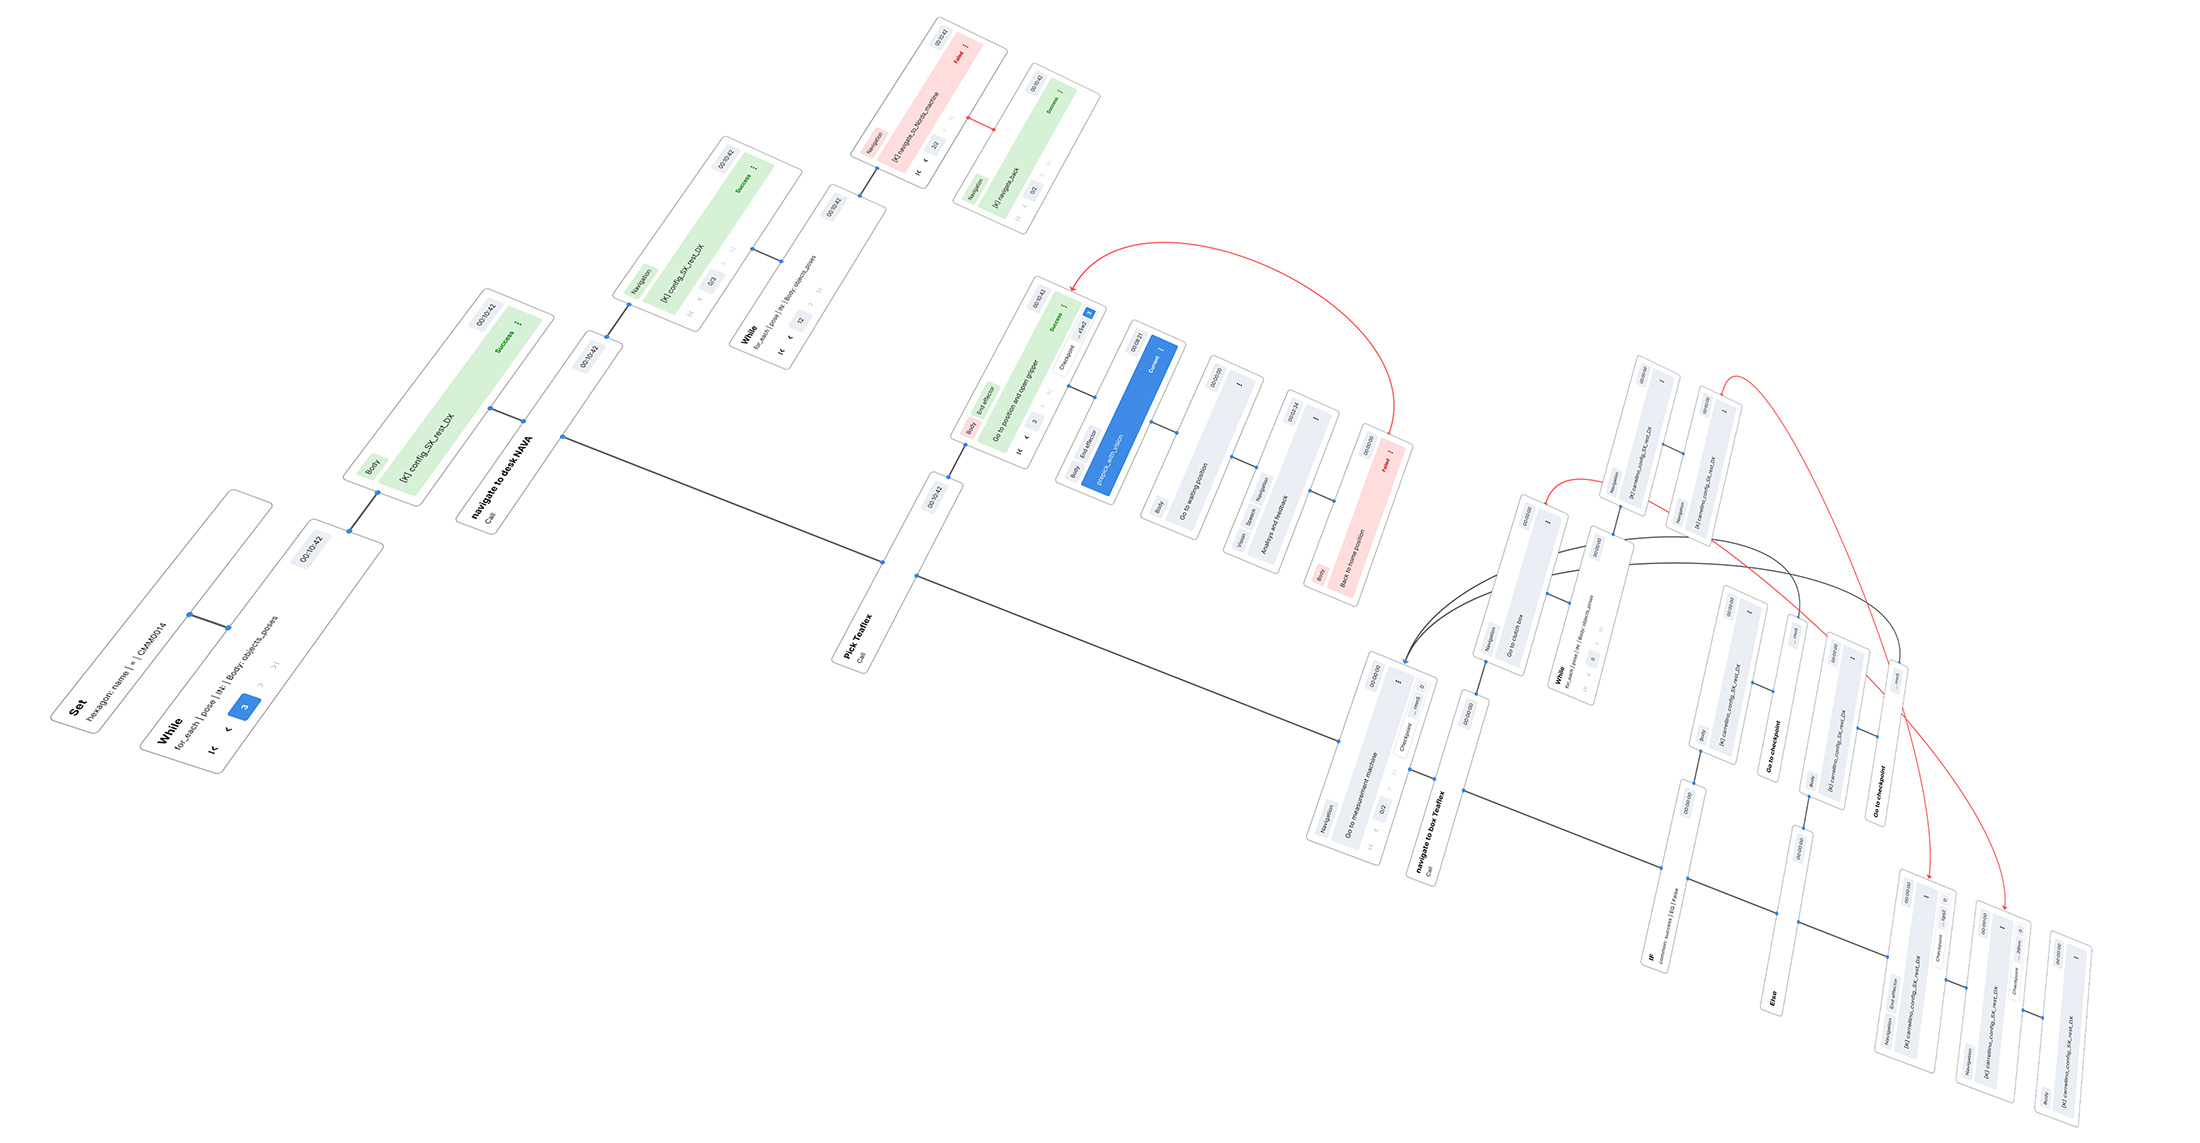 Set
hexagon: name | = | CMM0014
While
00:10:42
for_each | pose | IN: | Body: objects_poses
3
Body
00:10:42
[K] config_SX_rest_DX
Success
navigate to desk NAVA
00:10:42
Call
Navigation
00:10:42
[K] config_SX_rest_DX
Success
0/3
While
00:10:42
for_each | pose | IN: | Body: objects_poses
12
Navigation
00:10:42
[K] navigate_to_Norda_machine
Failed
2/2
Navigation
00:10:42
[K] navigate_back
Success
0/2
Pick Teaflex
00:10:42
Call
Body
End effector
00:10:42
Go to position and open gripper
Success
3
Checkpoint
... x5w2
3
Body
End effector
00:08:21
prepick_with_vision
Current
Body
00:00:00
Go to waiting position
Vision
Speech
Navigation
00:02:34
Analisys and feedback
Body
00:00:00
Back to home position
Failed
Navigation
00:00:00
Go to measurement machine
0/2
Checkpoint
0
navigate to box Teaflex
00:00:00
Call
Navigation
00:00:00
Go to clutch box
While
00:00:00
for_each | pose | IN: | Body: objects_poses
0
Navigation
00:00:00
[K] carrellino_config_SX_rest_DX
Navigation
00:00:00
[K] carrellino_config_SX_rest_DX
IF
00:00:00
common: success | EQ | False
Body
00:00:00
[K] carrellino_config_SX_rest_DX
Go to checkpoint
Else
00:00:00
Body
00:00:00
[K] carrellino_config_SX_rest_DX
Go to checkpoint
Navigation
End effector
00:00:00
[K] carrellino_config_SX_rest_DX
Checkpoint
0
Navigation
00:00:00
[K] carrellino_config_SX_rest_DX
Checkpoint
0
Body
00:00:00
[K] carrellino_config_SX_rest_DX